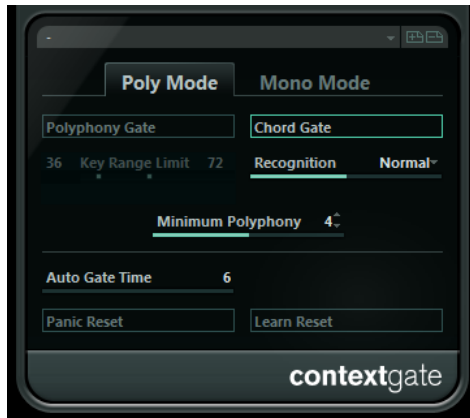 -
Poly Mode Mono Mode
Polyphony Gate Chord Gate
36 Key Range Limit 72 Recognition Normal
Minimum Polyphony 4
Auto Gate Time 6
Panic Reset Learn Reset
contextgate